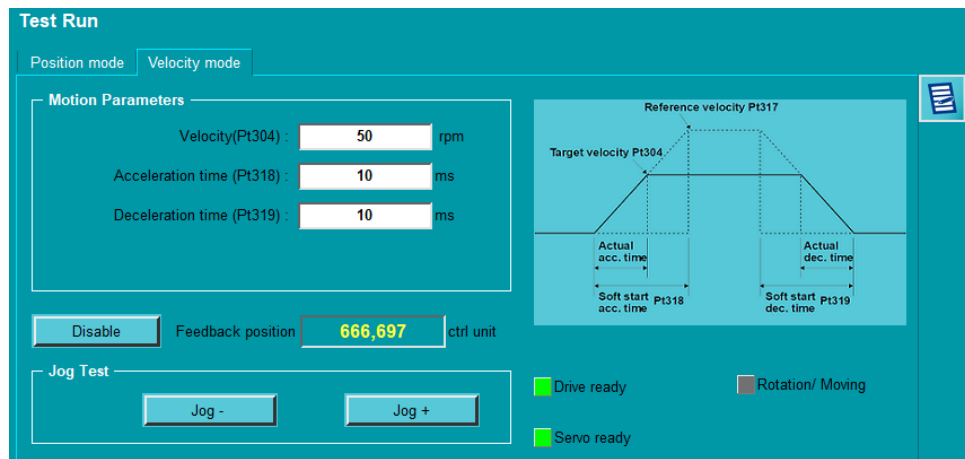 Test Run
Position mode Velocity mode
Motion Parameters
Velocity(Pt304) : 50 rpm
Acceleration time (Pt318) : 10 ms
Deceleration time (Pt319) : 10 ms
Reference velocity Pt317
Target velocity Pt304
Actual acc. time
Actual dec. time
Soft start acc. time Pt318
Soft start dec. time Pt319
Disable Feedback position 666,697 ctrl unit
Jog Test
Jog - Jog +
Drive ready Rotation/ Moving
Servo ready